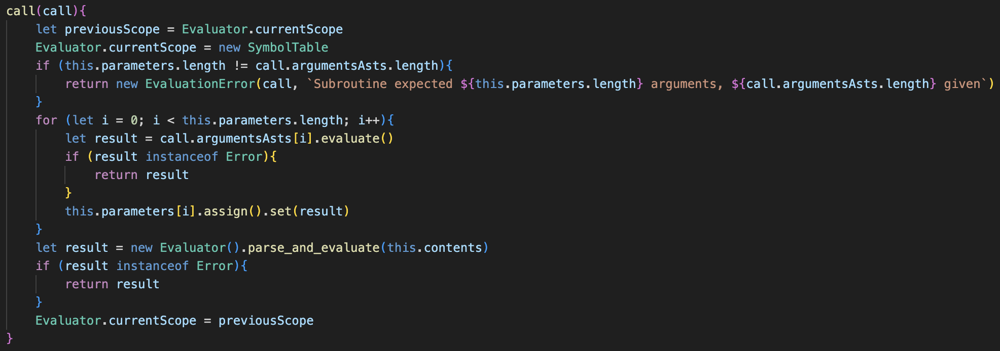 call(call){
    let previousScope = Evaluator.currentScope
    Evaluator.currentScope = new SymbolTable
    if (this.parameters.length != call.argumentsAsts.length){
        return new EvaluationError(call, `Subroutine expected ${this.parameters.length} arguments, ${call.argumentsAsts.length} given`)
    }
    for (let i = 0; i < this.parameters.length; i++){
        let result = call.argumentsAsts[i].evaluate()
        if (result instanceof Error){
            return result
        }
        this.parameters[i].assign().set(result)
    }
    let result = new Evaluator().parse_and_evaluate(this.contents)
    if (result instanceof Error){
        return result
    }
    Evaluator.currentScope = previousScope
}